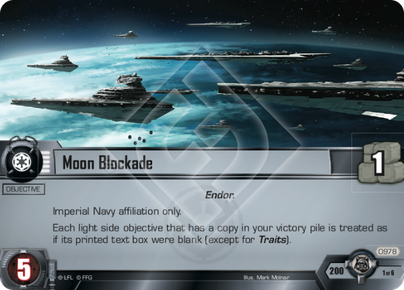 Moon Blockade
1
OBJECTIVE
Endor.
Imperial Navy affiliation only.
Each light side objective that has a copy in your victory pile is treated as
if its printed text box were blank (except for Traits).
0978
5
200
1 of 6
© LFL © FFG
Illus. Mark Molnar